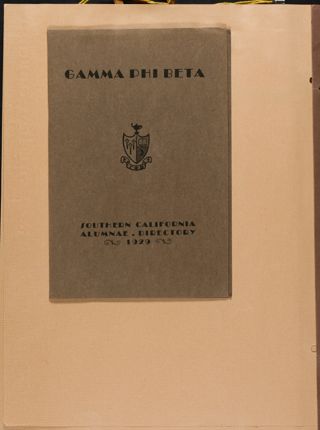 GAMMA PHI BETA
SOUTHERN CALIFORNIA
ALUMNAE . DIRECTORY
1929